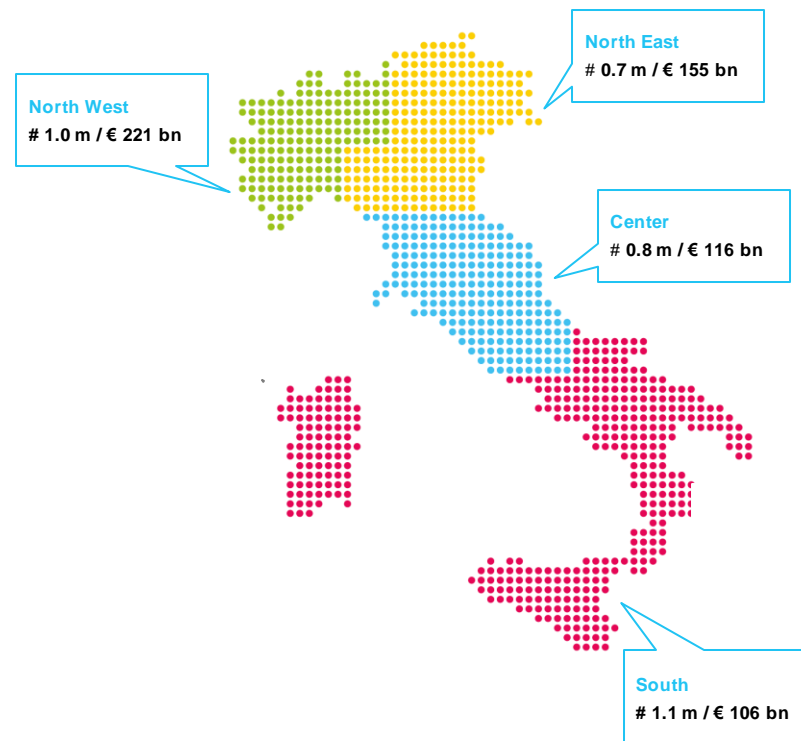 North East
# 0.7 m / € 155 bn
North West
# 1.0 m / € 221 bn
Center
# 0.8 m / € 116 bn
South
# 1.1 m / € 106 bn